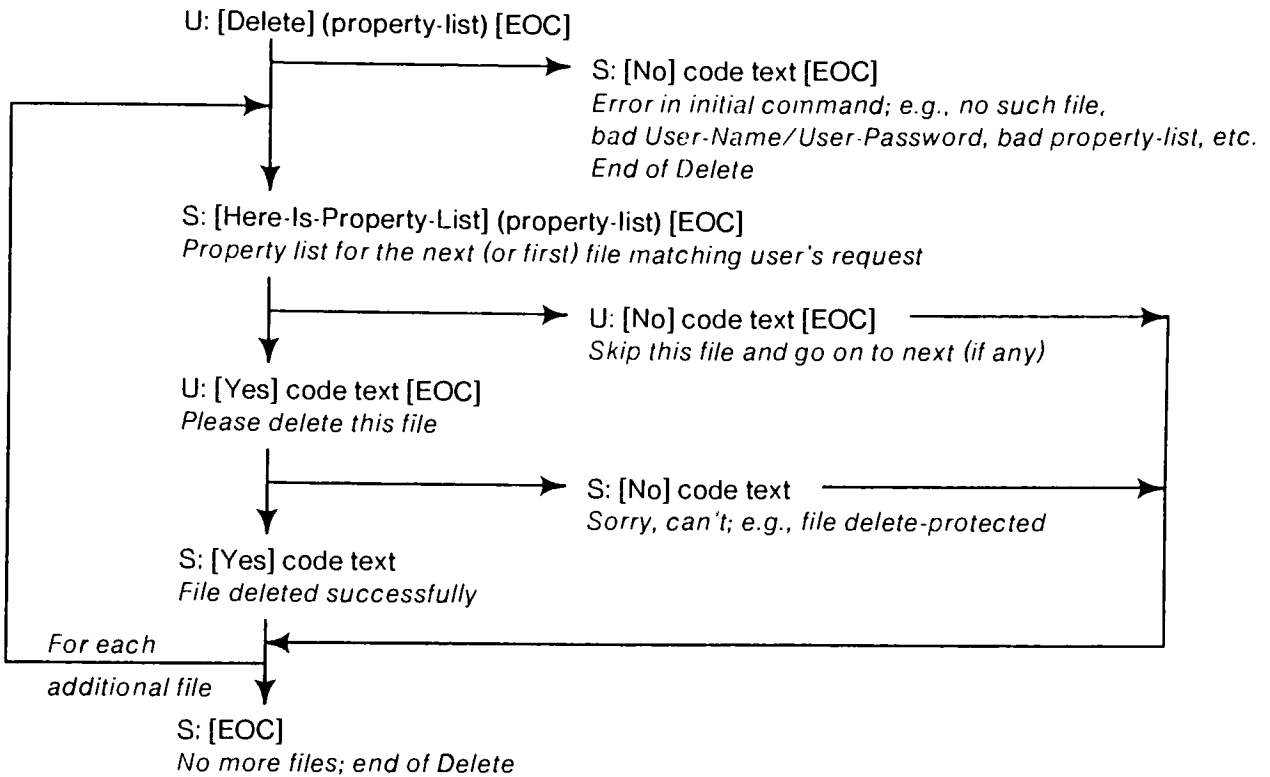 U: [Delete] (property-list) [EOC]
S: [No] code text [EOC]
Error in initial command; e.g., no such file,
bad User-Name/User-Password, bad property-list, etc.
End of Delete
S: [Here-Is-Property-List] (property-list) [EOC]
Property list for the next (or first) file matching user's request
U: [No] code text [EOC]
Skip this file and go on to next (if any)
U: [Yes] code text [EOC]
Please delete this file
S: [No] code text
Sorry, can't; e.g., file delete-protected
S: [Yes] code text
File deleted successfully
For each
additional file
S: [EOC]
No more files; end of Delete